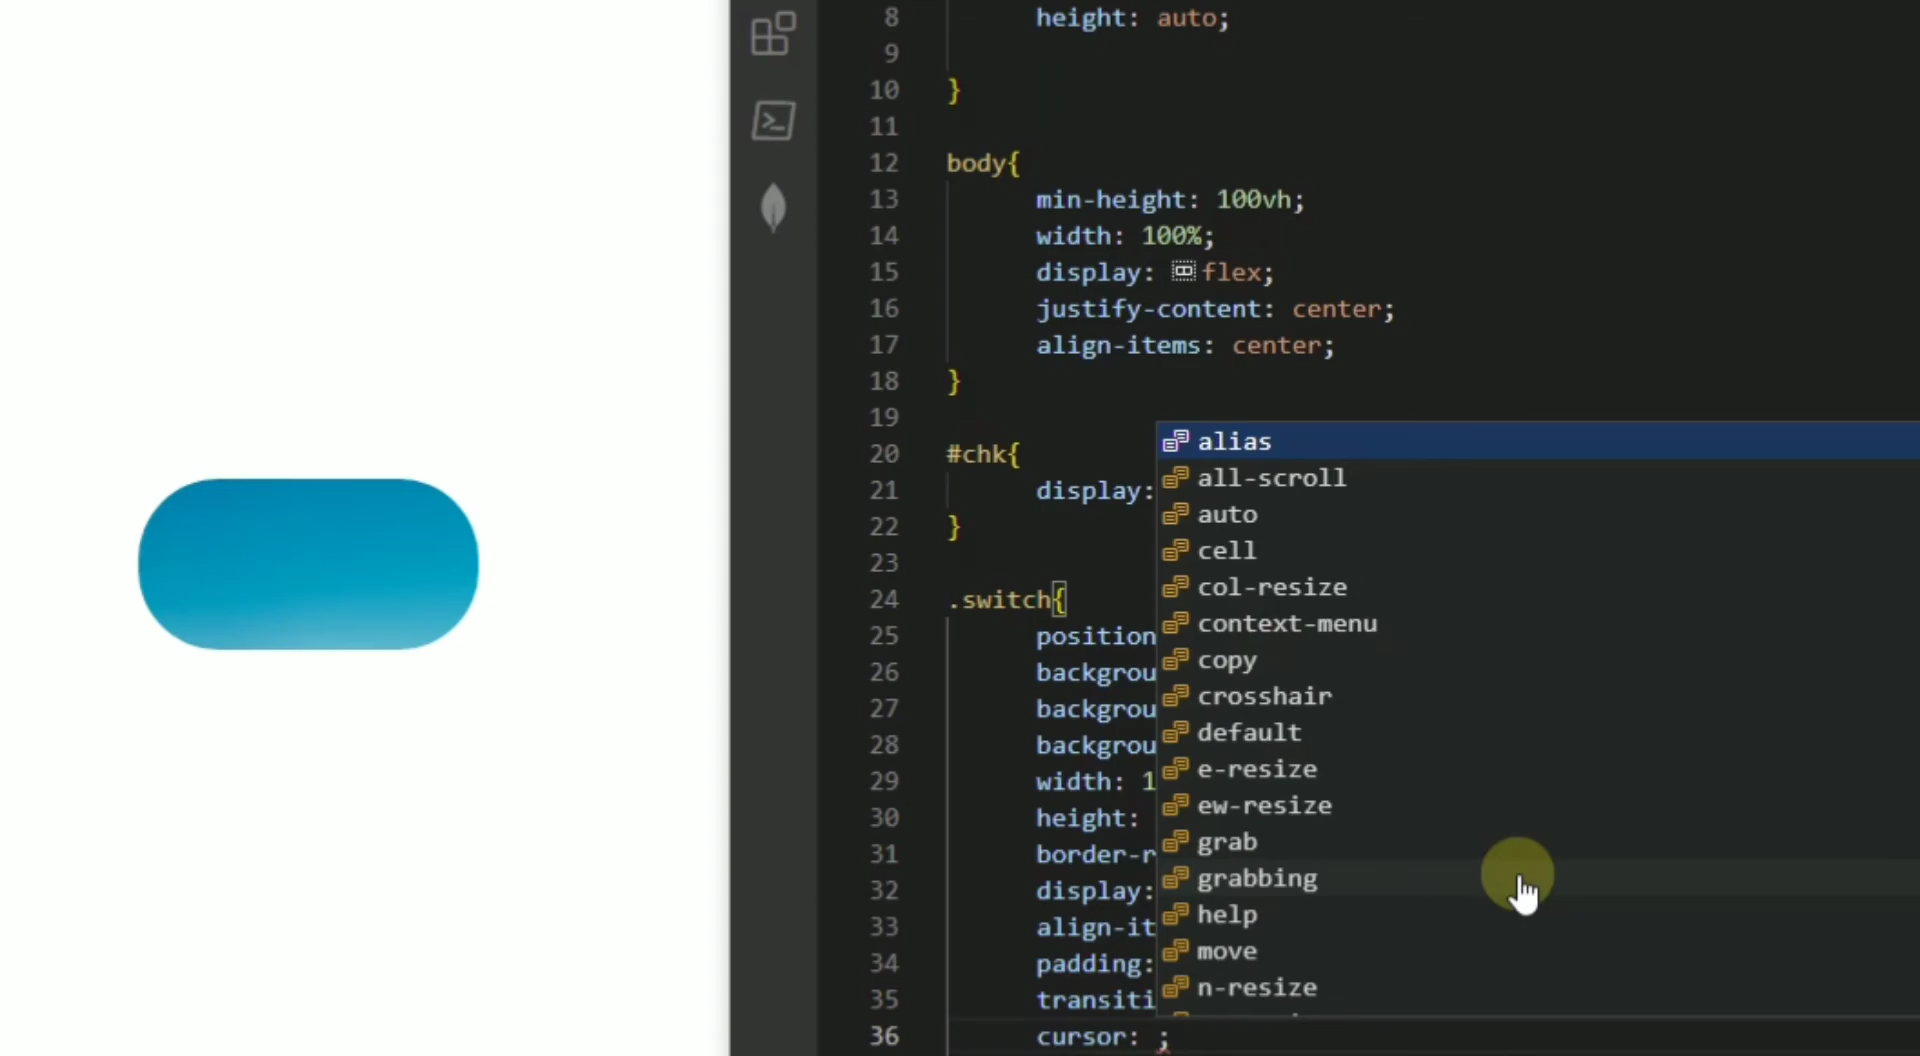 8 height: auto;
9
10 }
11
12 body{
13 min-height: 100vh;
14 width: 100%;
15 display: flex;
16 justify-content: center;
17 align-items: center;
18 }
19
20 #chk{
21 display:
22 }
23
24 .switch{
25 position
26 backgrou
27 backgrou
28 backgrou
29 width: 1
30 height:
31 border-r
32 display:
33 align-it
34 padding:
35 transiti
36 cursor: ;
alias
all-scroll
auto
cell
col-resize
context-menu
copy
crosshair
default
e-resize
ew-resize
grab
grabbing
help
move
n-resize